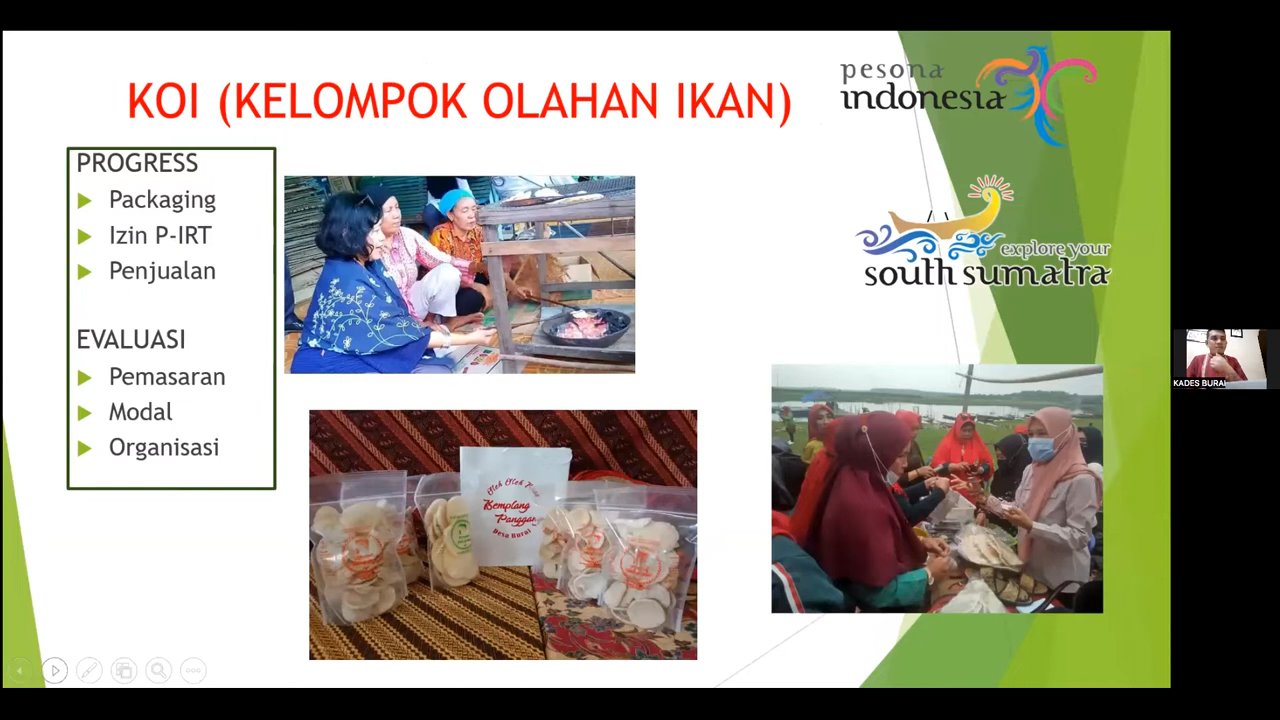 KOI (KELOMPOK OLAHAN IKAN)
pesona
indonesia
PROGRESS
Packaging
Izin P-IRT
Penjualan
EVALUASI
Pemasaran
Modal
Organisasi
explore your
south sumatra
Oleh Oleh
Kemplang
Panggang
Desa Burai
KADES BURAI